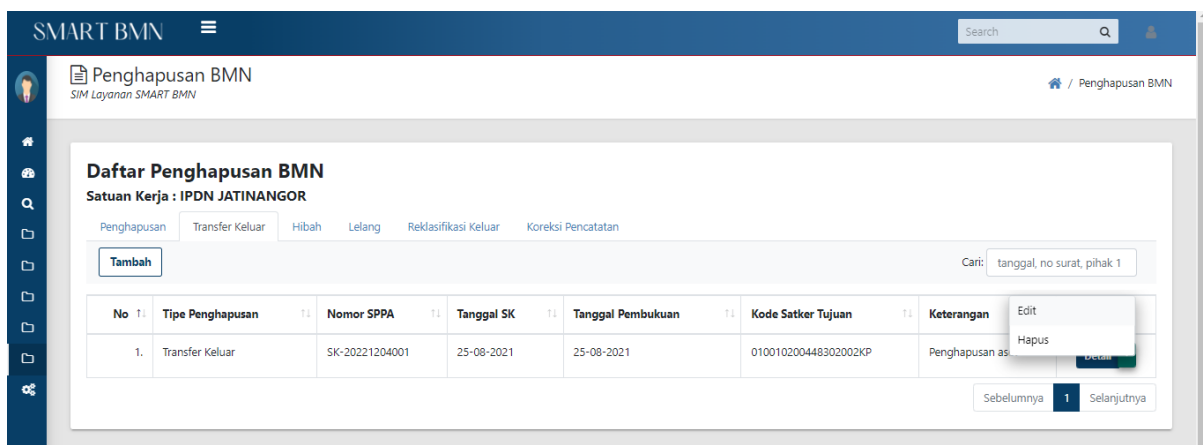 SMART BMN
Search
Penghapusan BMN
SIM Layanan SMART BMN
/ Penghapusan BMN
Daftar Penghapusan BMN
Satuan Kerja : IPDN JATINANGOR
Penghapusan Transfer Keluar Hibah Lelang Reklasifikasi Keluar Koreksi Pencatatan
Tambah Cari: tanggal, no surat, pihak 1
No Tipe Penghapusan Nomor SPPA Tanggal SK Tanggal Pembukuan Kode Satker Tujuan Keterangan
Edit
Hapus
1. Transfer Keluar SK-20221204001 25-08-2021 25-08-2021 010010200448302002KP Penghapusan Detail
Sebelumnya 1 Selanjutnya